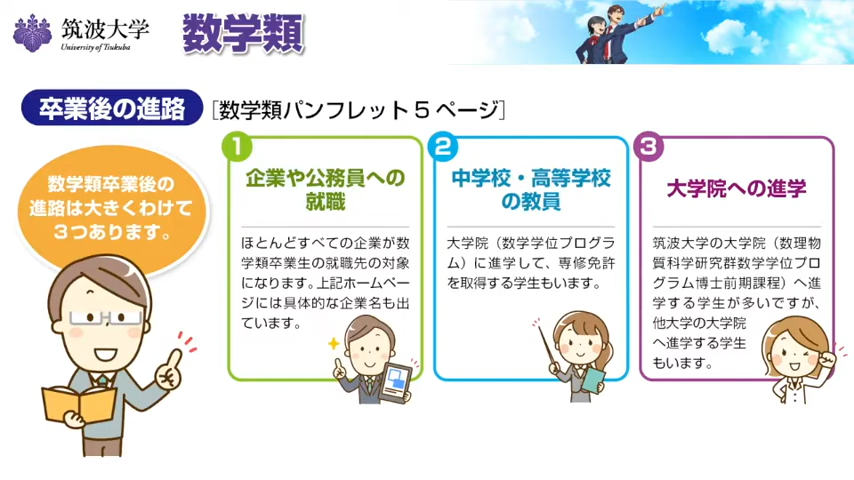 筑波大学
University of Tsukuba
数学類
卒業後の進路
[数学類パンフレット5ページ]
数学類卒業後の
進路は大きくわけて
3つあります。
1
企業や公務員への
就職
ほとんどすべての企業が数
学類卒業生の就職先の対象
になります。上記ホームペー
ジには具体的な企業名も出
ています。
2
中学校・高等学校
の教員
大学院（数学学位プログラ
ム）に進学して、専修免許
を取得する学生もいます。
3
大学院への進学
筑波大学の大学院（数理物
質科学研究群数学学位プロ
グラム博士前期課程）へ進
学する学生が多いですが、
他大学の大学院
へ進学する学生
もいます。